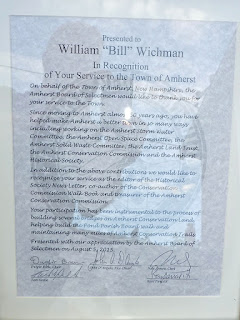 Presented to
William "Bill" Wichman
In Recognition
of Your Service to the Town of Amherst
On behalf of the Town of Amherst, New Hampshire, the
Amherst Board of Selectmen would like to thank you for
your service to the Town.
Since moving to Amherst almost years ago, you have
helped make Amherst a better town in so many ways
including working on the Amherst Storm Water
Committee, the Amherst Open Space Committee, the
Amherst Solid Waste Committee, the Amherst Land Trust,
the Amherst Conservation Commission and the Amherst
Historical Society.
In addition to the above contributions we would like to
recognize your service as the editor of the Historical
Society News Letter, co-author of the Conservation
Commission Walk Book and treasurer of the Amherst
Conservation Commission.
Your participation has been instrumental to the process of
building several bridges on Amherst Conservation land,
helping build the Pond Parish Boardwalk and
maintaining many miles of Amherst Conservation trails.
Presented with our appreciation by the Amherst Board
of Selectmen on August 5, 2013